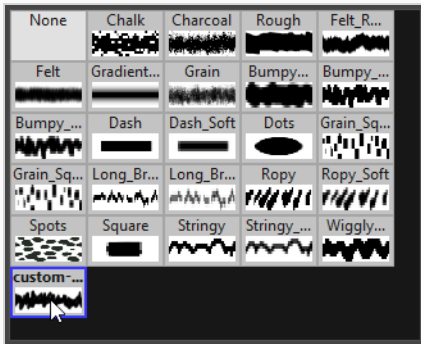 None Chalk Charcoal Rough Felt_R...
Felt Gradient... Grain Bumpy... Bumpy_...
Bumpy_... Dash Dash_Soft Dots Grain_Sq...
Grain_Sq... Long_Br... Long_Br... Ropy Ropy_Soft
Spots Square Stringy Stringy_... Wiggly...
custom-...